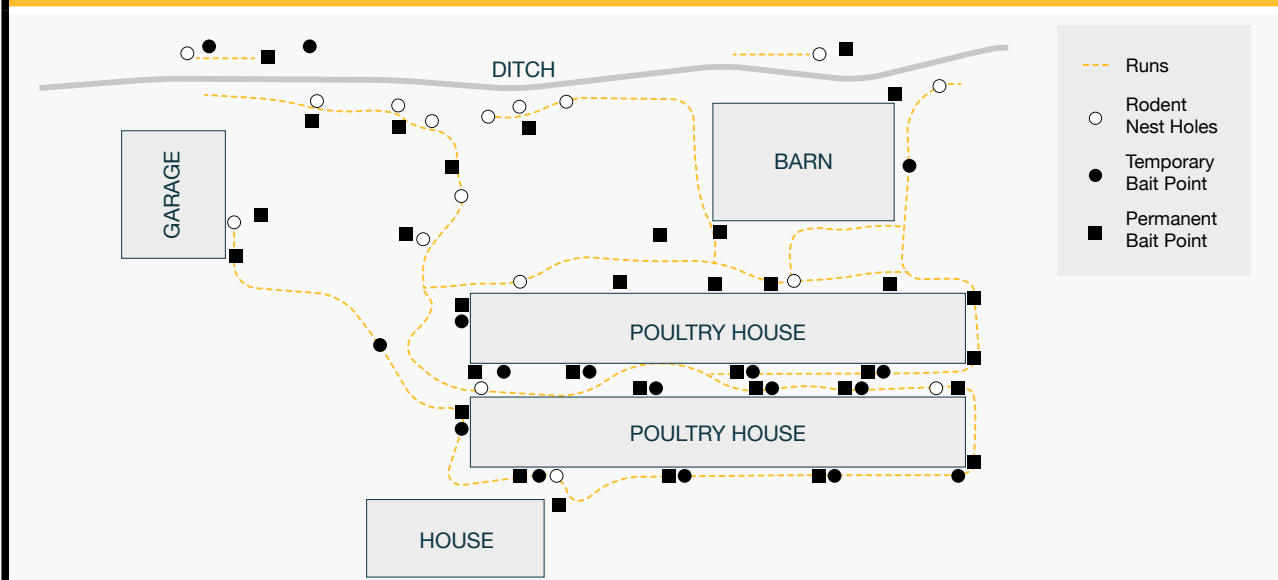 DITCH
GARAGE
BARN
POULTRY HOUSE
POULTRY HOUSE
HOUSE
Runs
Rodent
Nest Holes
Temporary
Bait Point
Permanent
Bait Point